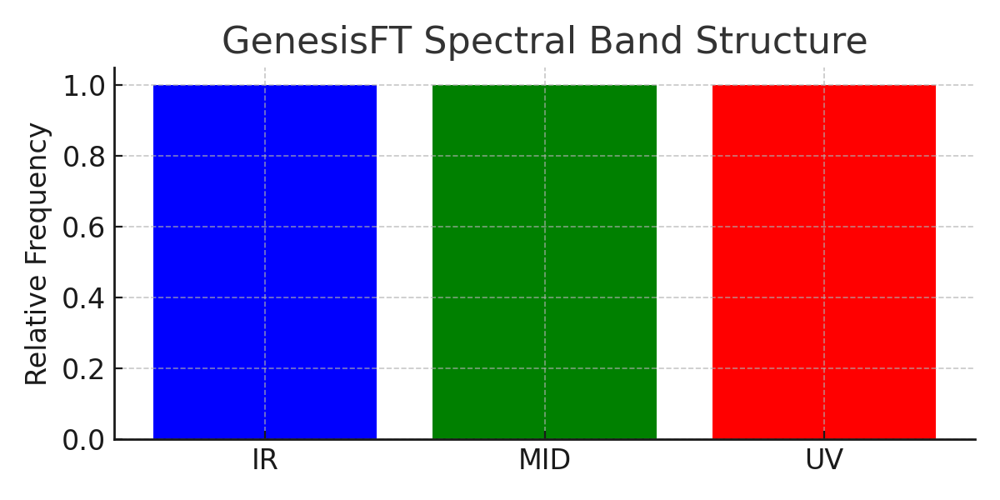 GenesisFT Spectral Band Structure
Relative Frequency
1.0
0.8
0.6
0.4
0.2
0.0
IR MID UV